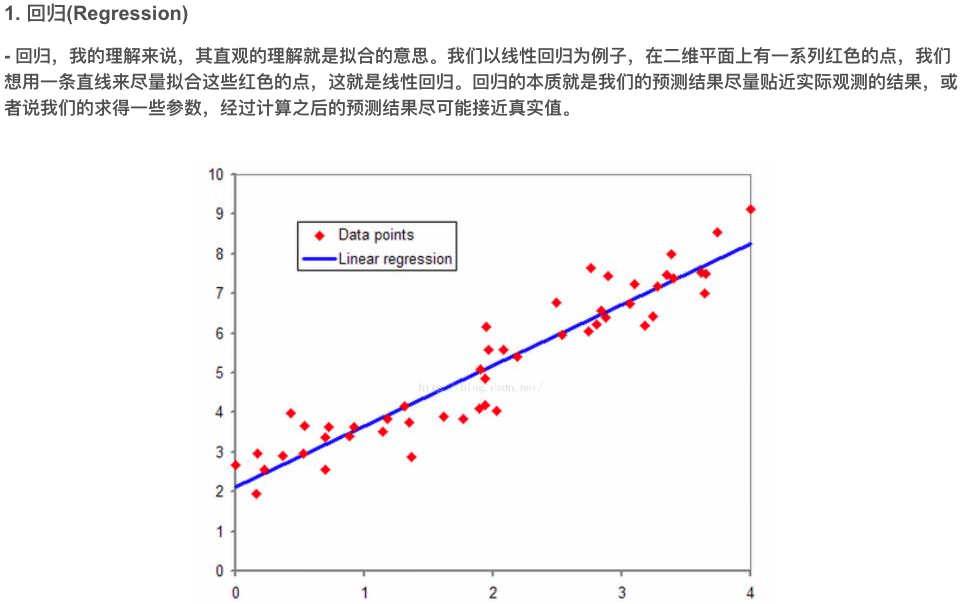 1. 回归(Regression)
- 回归，我的理解来说，其直观的理解就是拟合的意思。我们以线性回归为例子，在二维平面上有一系列红色的点，我们
想用一条直线来尽量拟合这些红色的点，这就是线性回归。回归的本质就是我们的预测结果尽量贴近实际观测的结果，或
者说我们的求得一些参数，经过计算之后的预测结果尽可能接近真实值。
10
9
Data points
8
Linear regression
7
6
5
http://blog.csdn.net/
4
3
2
1
0
0 1 2 3 4